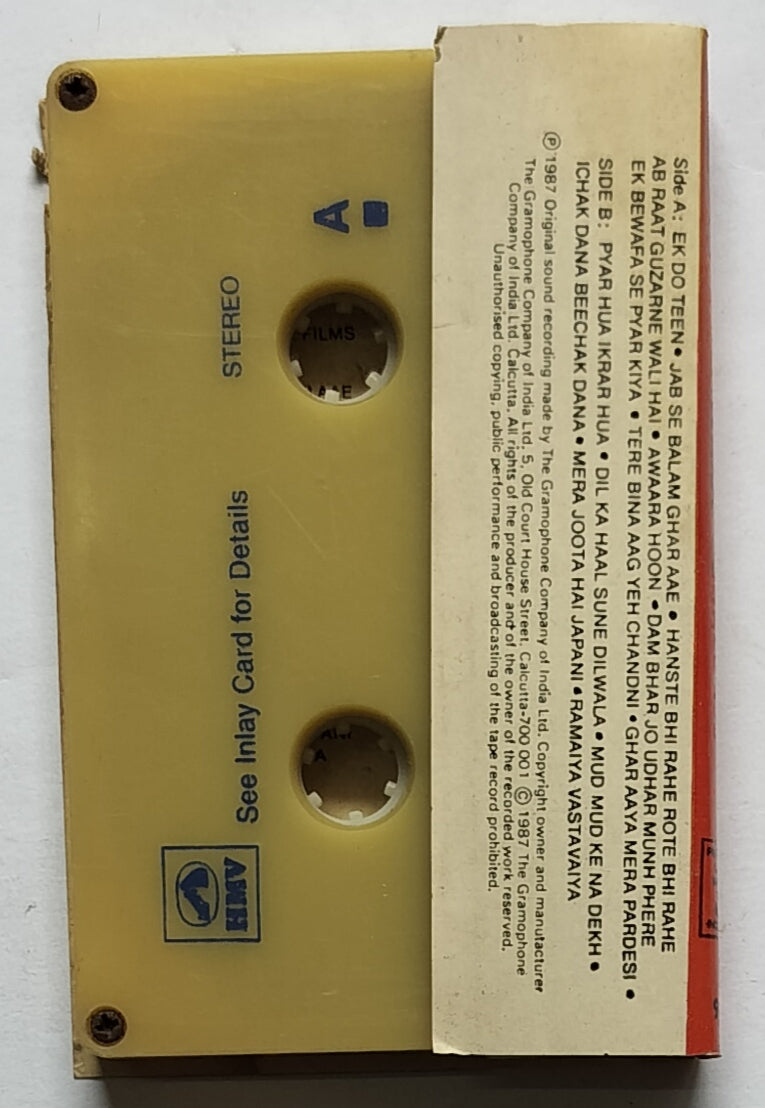 Side A: EK DO TEEN • JAB SE BALAM GHAR AAE • HANSTE BHI RAHE ROTE BHI RAHE
AB RAAT GUZARNE WALI HAI • AWAARA HOON • DAM BHAR JO UDHAR MUNH PHERE
EK BEWAFA SE PYAR KIYA • TERE BINA AAG YEH CHANDNI • GHAR AAYA MERA PARDESI •
SIDE B: PYAR HUA IKRAR HUA • DIL KA HAAL SUNE DILWALA • MUD MUD KE NA DEKH •
ICHAK DANA BEECHAK DANA • MERA JOOTA HAI JAPANI • RAMAIYA VASTAVAIYA
Ⓟ 1987 Original sound recording made by The Gramophone Company of India Ltd. Copyright owner and manufacturer
The Gramophone Company of India Ltd. 5, Old Court House Street, Calcutta-700 001 © 1987 The Gramophone
Company of India Ltd. Calcutta. All rights of the producer and of the owner of the recorded work reserved.
Unauthorised copying, public performance and broadcasting of the tape record prohibited.
A
FILMS
STEREO
See Inlay Card for Details
HMV